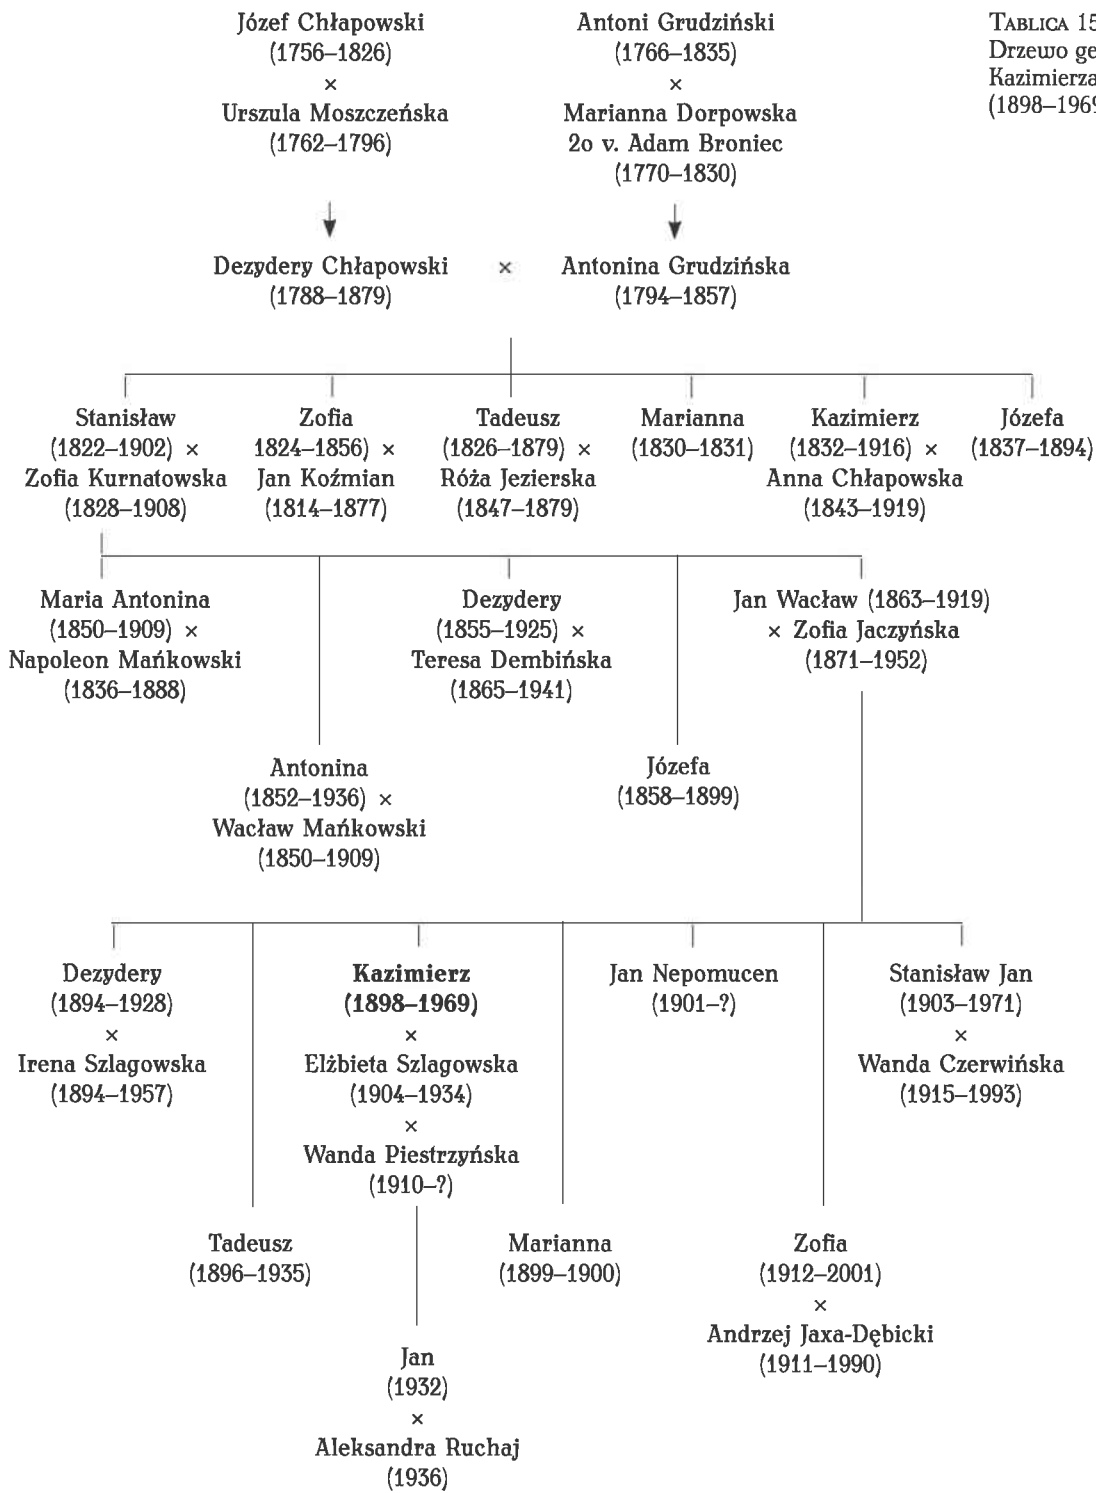 Józef Chłapowski
(1756–1826)
×
Urszula Moszczeńska
(1762–1796)
Antoni Grudziński
(1766–1835)
×
Marianna Dorpowska
2o v. Adam Broniec
(1770–1830)
TABLICA 15
Drzewo ge
Kazimierza
(1898–1969
Dezydery Chłapowski
(1788–1879)
×
Antonina Grudzińska
(1794–1857)
Stanisław
(1822–1902) ×
Zofia Kurnatowska
(1828–1908)
Zofia
1824–1856) ×
Jan Koźmian
(1814–1877)
Tadeusz
(1826–1879) ×
Róża Jezierska
(1847–1879)
Marianna
(1830–1831)
Kazimierz
(1832–1916) ×
Anna Chłapowska
(1843–1919)
Józefa
(1837–1894)
Maria Antonina
(1850–1909) ×
Napoleon Mańkowski
(1836–1888)
Dezydery
(1855–1925) ×
Teresa Dembińska
(1865–1941)
Jan Wacław (1863–1919)
× Zofia Jaczyńska
(1871–1952)
Antonina
(1852–1936) ×
Wacław Mańkowski
(1850–1909)
Józefa
(1858–1899)
Dezydery
(1894–1928)
×
Irena Szlagowska
(1894–1957)
Kazimierz
(1898–1969)
×
Elżbieta Szlagowska
(1904–1934)
×
Wanda Piestrzyńska
(1910–?)
Jan Nepomucen
(1901–?)
Stanisław Jan
(1903–1971)
×
Wanda Czerwińska
(1915–1993)
Tadeusz
(1896–1935)
Marianna
(1899–1900)
Zofia
(1912–2001)
×
Andrzej Jaxa-Dębicki
(1911–1990)
Jan
(1932)
×
Aleksandra Ruchaj
(1936)